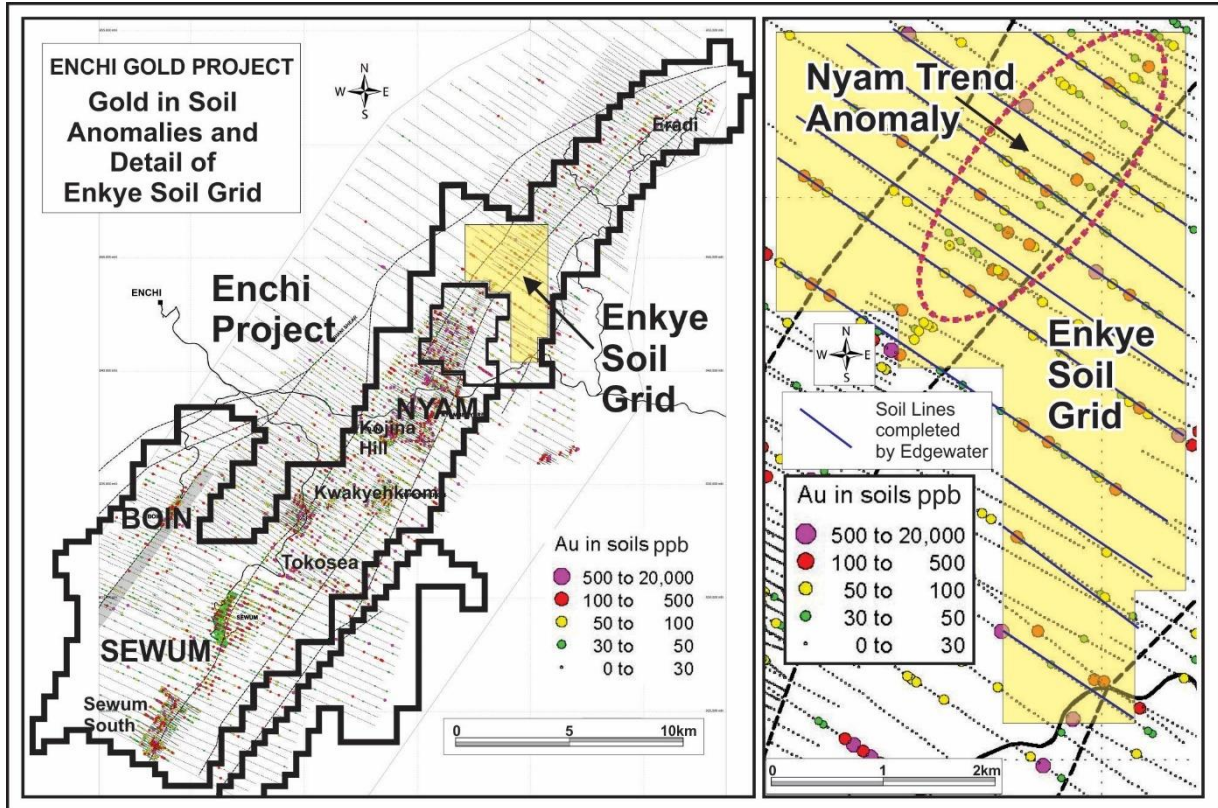 ENCHI GOLD PROJECT
Gold in Soil
Anomalies and
Detail of
Enkye Soil Grid
N
W E
S
Eradi
ENCHI
Enchi
Project
Enkye
Soil
Grid
NYAM
Kojina
Hill
Kwakyehkrom
BOIN
Tokosea
SEWUM
SEWUM
Sewum
South
Au in soils ppb
500 to 20,000
100 to 500
50 to 100
30 to 50
0 to 30
0 5 10km
Nyam Trend
Anomaly
N
W E
S
Enkye
Soil
Grid
Soil Lines
completed
by Edgewater
Au in soils ppb
500 to 20,000
100 to 500
50 to 100
30 to 50
0 to 30
0 1 2km